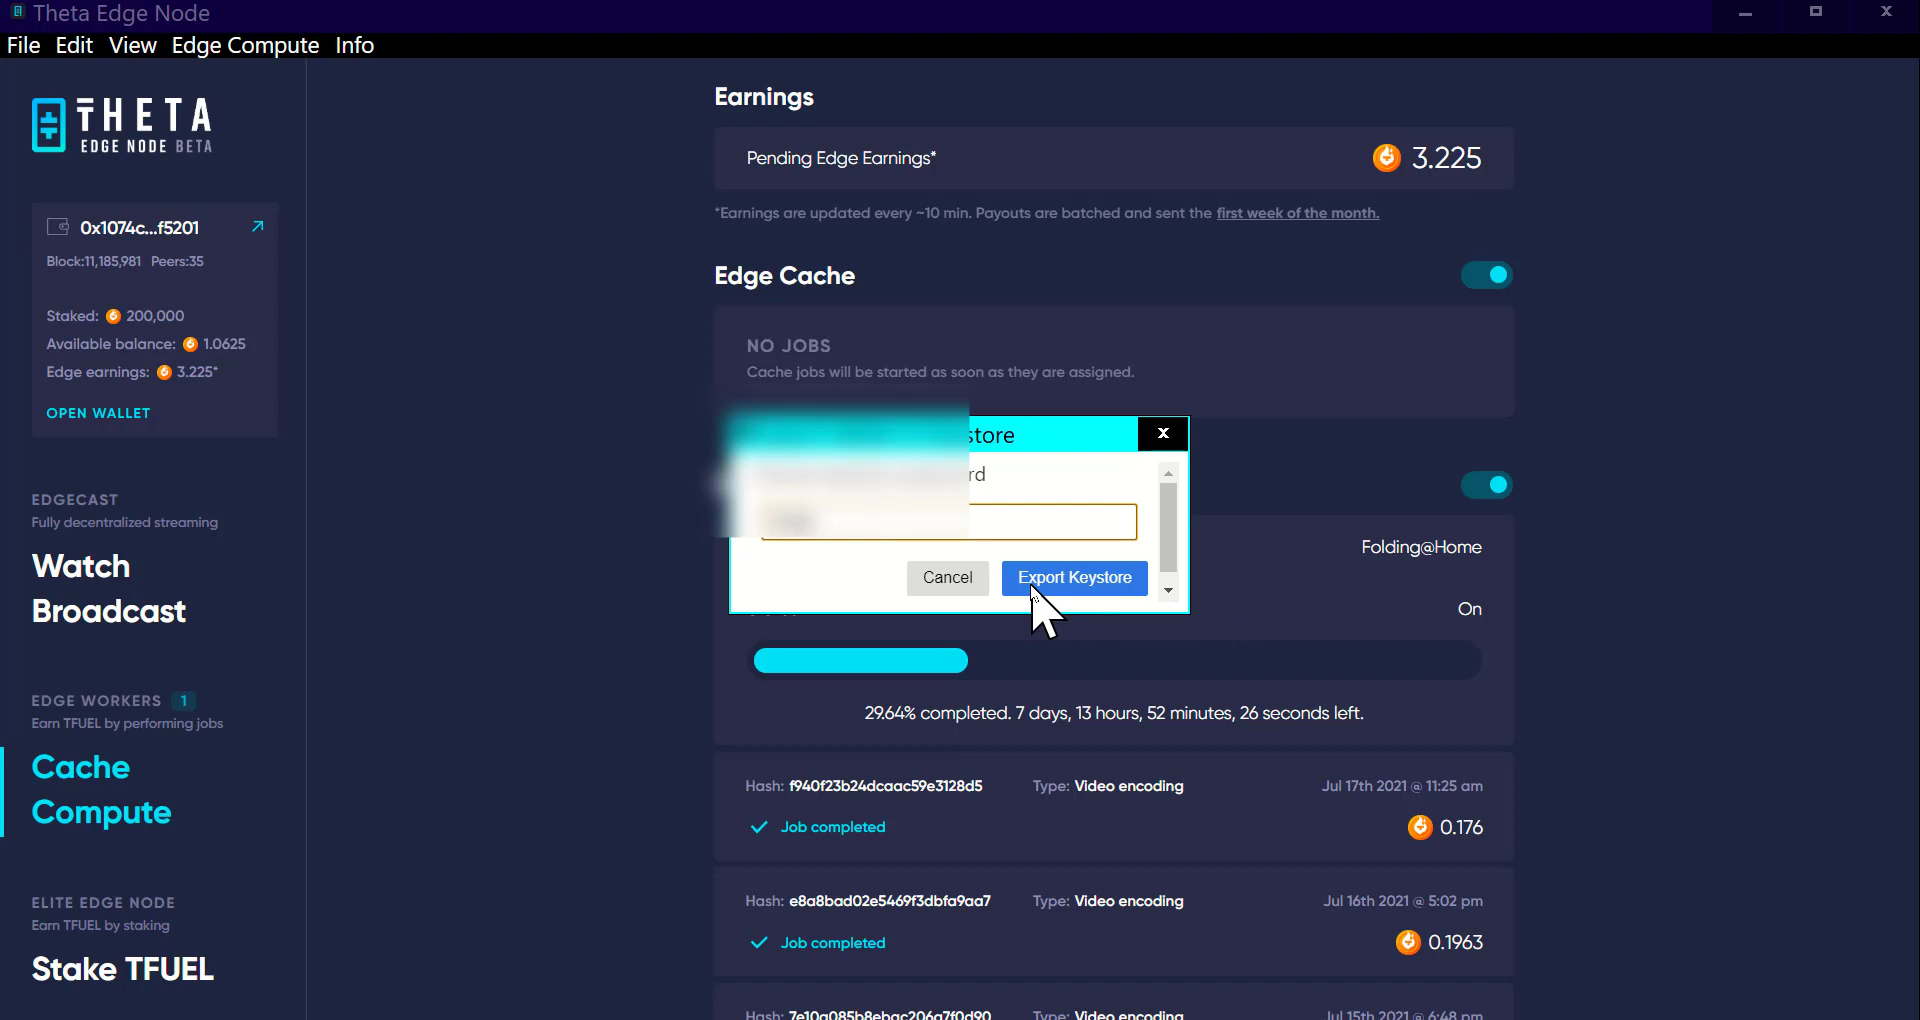 Theta Edge Node
File Edit View Edge Compute Info
THETA
EDGE NODE BETA
0x1074c...f5201
Block:11,185,981 Peers:35
Staked: 200,000
Available balance: 1.0625
Edge earnings: 3.225*
OPEN WALLET
EDGECAST
Fully decentralized streaming
Watch
Broadcast
EDGE WORKERS 1
Earn TFUEL by performing jobs
Cache
Compute
ELITE EDGE NODE
Earn TFUEL by staking
Stake TFUEL
Earnings
Pending Edge Earnings* 3.225
*Earnings are updated every ~10 min. Payouts are batched and sent the first week of the month.
Edge Cache
NO JOBS
Cache jobs will be started as soon as they are assigned.
store X
rd
Cancel Export Keystore
Folding@Home
On
29.64% completed. 7 days, 13 hours, 52 minutes, 26 seconds left.
Hash: f940f23b24dcaac59e3128d5 Type: Video encoding Jul 17th 2021 @ 11:25 am
Job completed 0.176
Hash: e8a8bad02e5469f3dbfa9aa7 Type: Video encoding Jul 16th 2021 @ 5:02 pm
Job completed 0.1963
Hash: 7e10a085b8ebac206a7f0d90 Type: Video encoding Jul 15th 2021 @ 6:48 pm